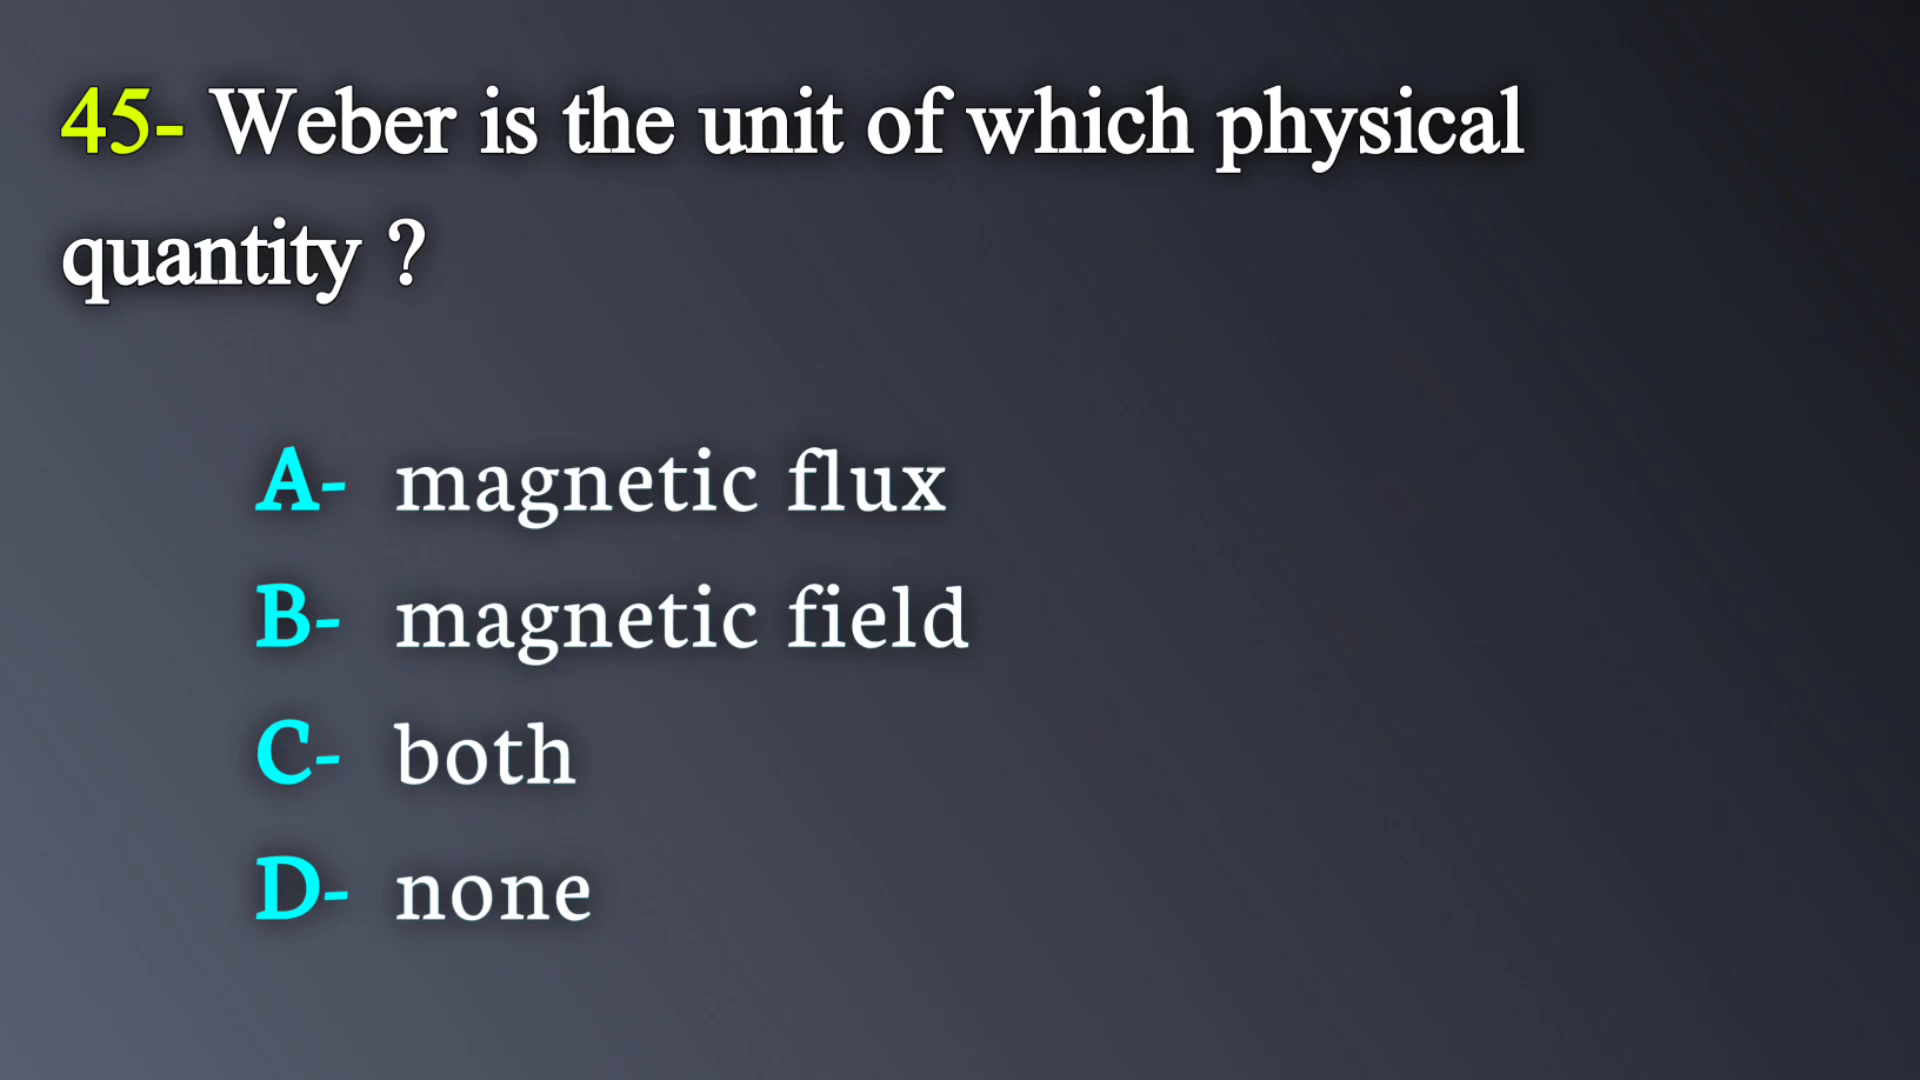 45- Weber is the unit of which physical
quantity ?
A- magnetic flux
B- magnetic field
C- both
D- none